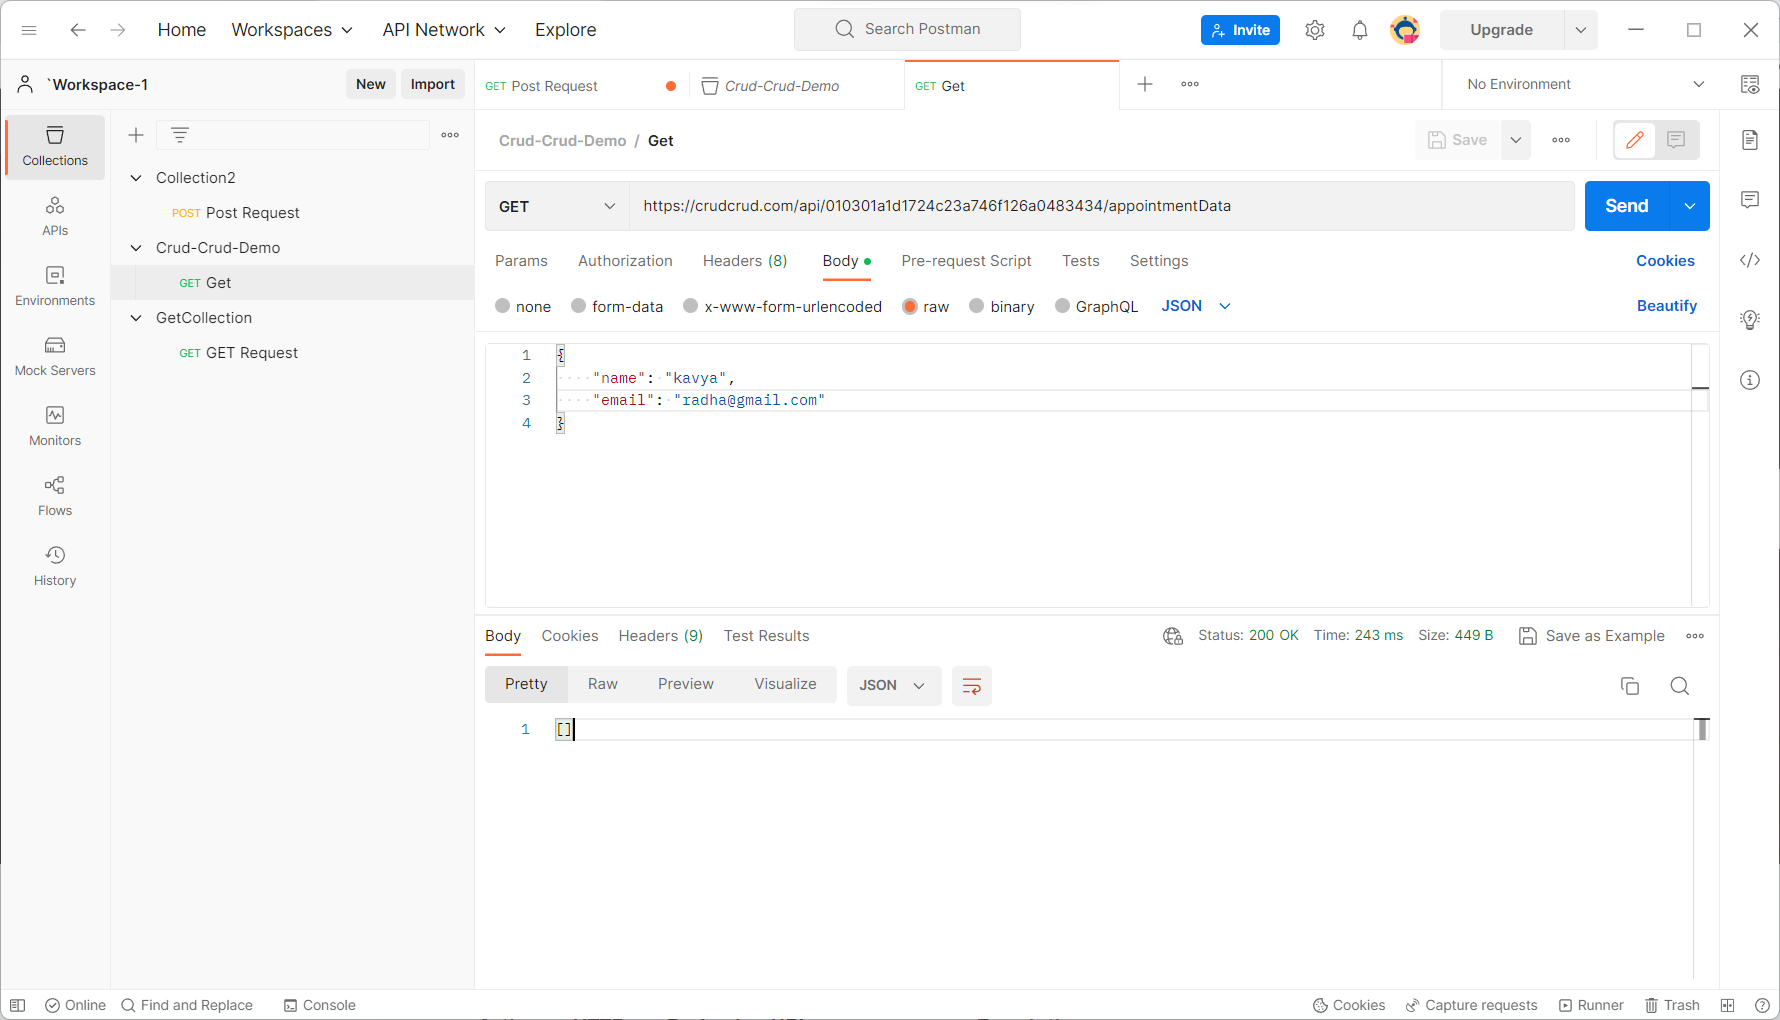 Home Workspaces API Network Explore Search Postman Invite Upgrade
`Workspace-1 New Import GET Post Request Crud-Crud-Demo GET Get No Environment
Collections
APIs
Environments
Mock Servers
Monitors
Flows
History
Collection2
POST Post Request
Crud-Crud-Demo
GET Get
GetCollection
GET GET Request
Crud-Crud-Demo / Get Save
GET https://crudcrud.com/api/010301a1d1724c23a746f126a0483434/appointmentData Send
Params Authorization Headers (8) Body Pre-request Script Tests Settings Cookies
none form-data x-www-form-urlencoded raw binary GraphQL JSON Beautify
1 {
2 "name": "kavya",
3 "email": "radha@gmail.com"
4 }
Body Cookies Headers (9) Test Results Status: 200 OK Time: 243 ms Size: 449 B Save as Example
Pretty Raw Preview Visualize JSON
1 []
Online Find and Replace Console Cookies Capture requests Runner Trash